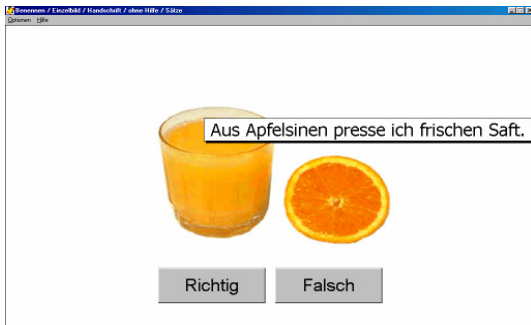 Benennen / Einzelbild / Handschrift / ohne Hilfe / Sätze
Optionen Hilfe
Aus Apfelsinen presse ich frischen Saft.
Richtig Falsch